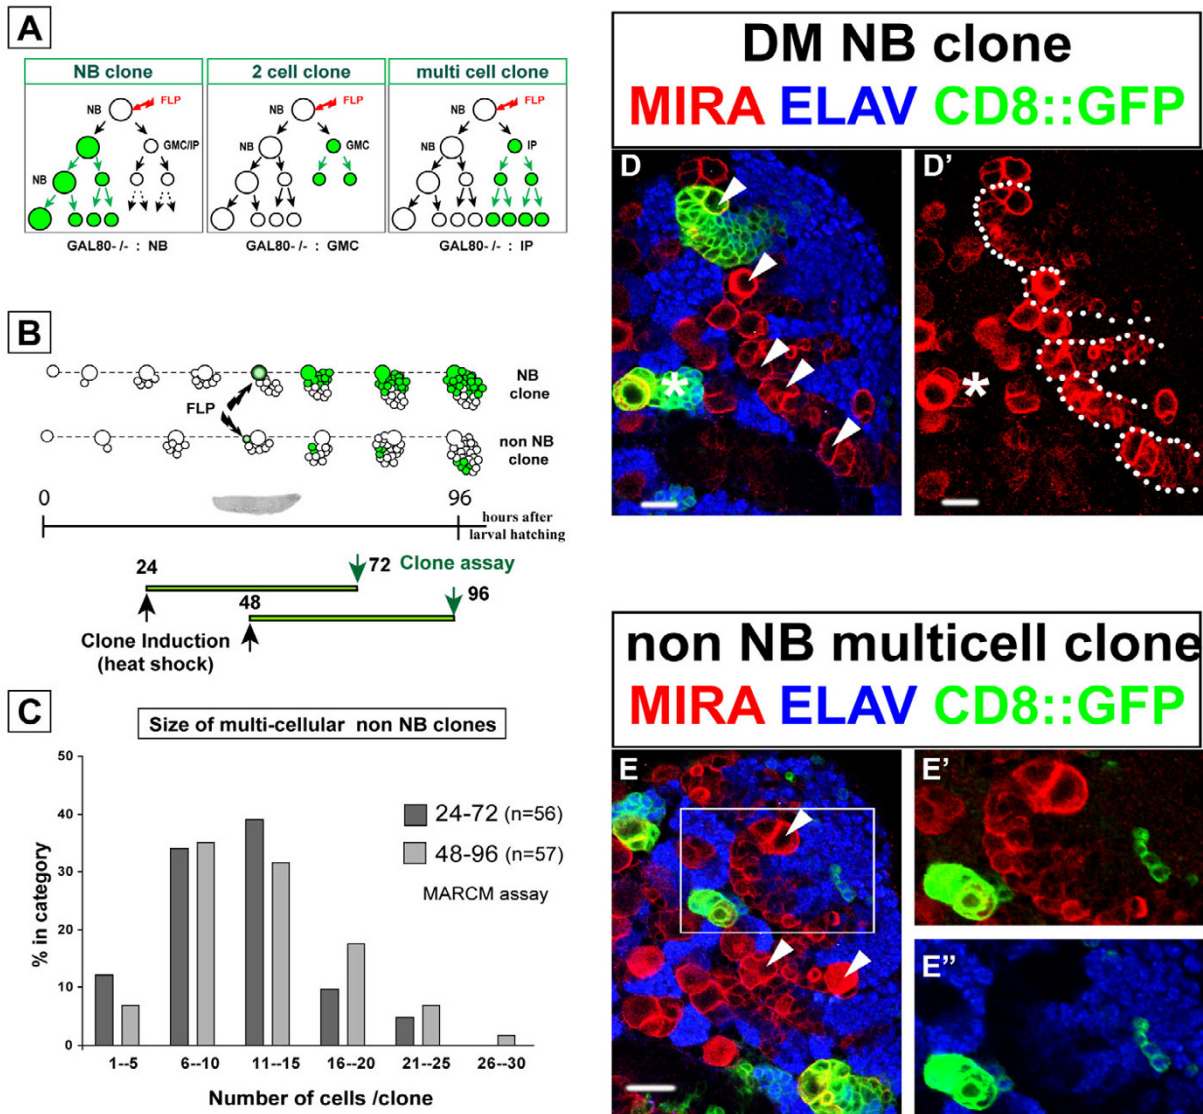 A
NB clone
2 cell clone
multi cell clone
NB FLP
NB FLP
NB FLP
GMC/IP
NB GMC
NB IP
NB
GAL80-/- : NB
GAL80-/- : GMC
GAL80-/- : IP
B
NB clone
FLP
non NB clone
0
96
hours after
larval hatching
24
72
Clone assay
48
96
Clone Induction
(heat shock)
C
Size of multi-cellular non NB clones
% in category
50
40
30
20
10
0
24-72 (n=56)
48-96 (n=57)
MARCM assay
1--5 6--10 11--15 16--20 21--25 26--30
Number of cells /clone
DM NB clone
MIRA ELAV CD8::GFP
D
*
D'
*
non NB multicell clone
MIRA ELAV CD8::GFP
E
E'
E"